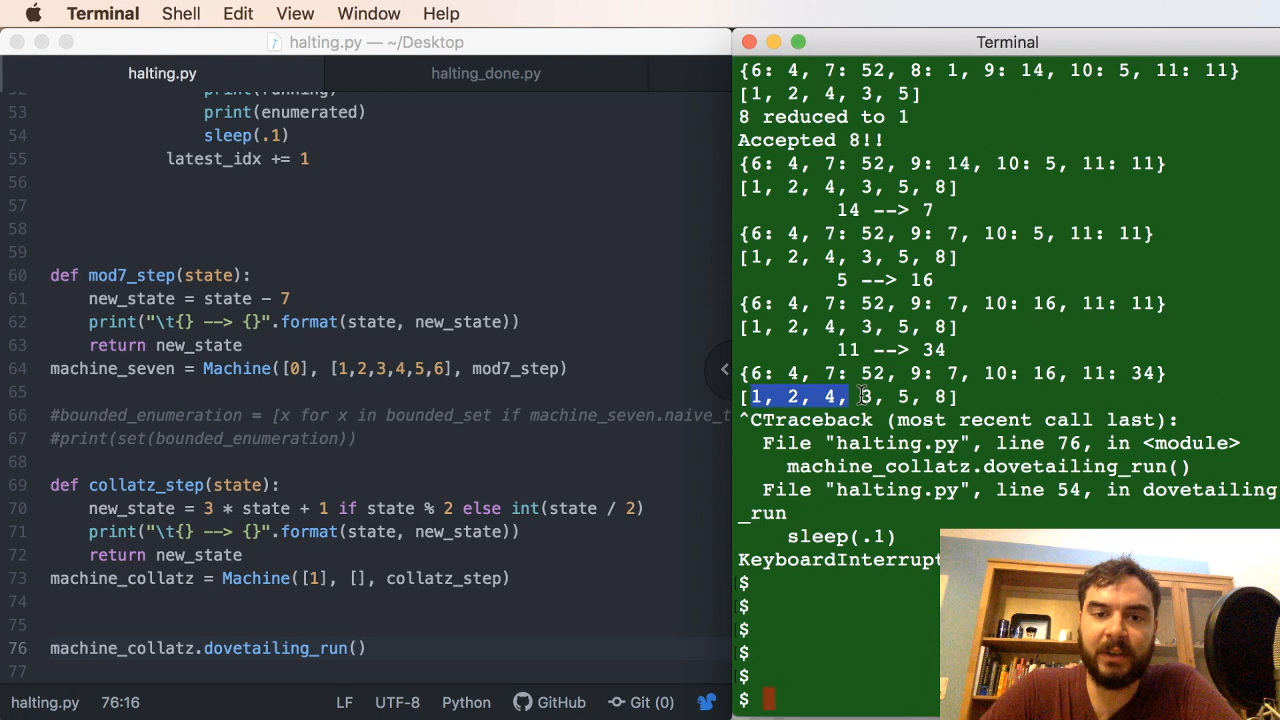 Terminal Shell Edit View Window Help
halting.py — ~/Desktop
halting.py
halting_done.py
52 print(running)
53 print(enumerated)
54 sleep(.1)
55 latest_idx += 1
56
57
58
59
60 def mod7_step(state):
61 new_state = state - 7
62 print("\t{} --> {}".format(state, new_state))
63 return new_state
64 machine_seven = Machine([0], [1,2,3,4,5,6], mod7_step)
65
66 #bounded_enumeration = [x for x in bounded_set if machine_seven.naive_t
67 #print(set(bounded_enumeration))
68
69 def collatz_step(state):
70 new_state = 3 * state + 1 if state % 2 else int(state / 2)
71 print("\t{} --> {}".format(state, new_state))
72 return new_state
73 machine_collatz = Machine([1], [], collatz_step)
74
75
76 machine_collatz.dovetailing_run()
77
halting.py 76:16 LF UTF-8 Python GitHub Git (0)
Terminal
{6: 4, 7: 52, 8: 1, 9: 14, 10: 5, 11: 11}
[1, 2, 4, 3, 5]
8 reduced to 1
Accepted 8!!
{6: 4, 7: 52, 9: 14, 10: 5, 11: 11}
[1, 2, 4, 3, 5, 8]
14 --> 7
{6: 4, 7: 52, 9: 7, 10: 5, 11: 11}
[1, 2, 4, 3, 5, 8]
5 --> 16
{6: 4, 7: 52, 9: 7, 10: 16, 11: 11}
[1, 2, 4, 3, 5, 8]
11 --> 34
{6: 4, 7: 52, 9: 7, 10: 16, 11: 34}
[1, 2, 4, 3, 5, 8]
^CTraceback (most recent call last):
File "halting.py", line 76, in <module>
machine_collatz.dovetailing_run()
File "halting.py", line 54, in dovetailing
_run
sleep(.1)
KeyboardInterrupt
$
$
$
$
$
$